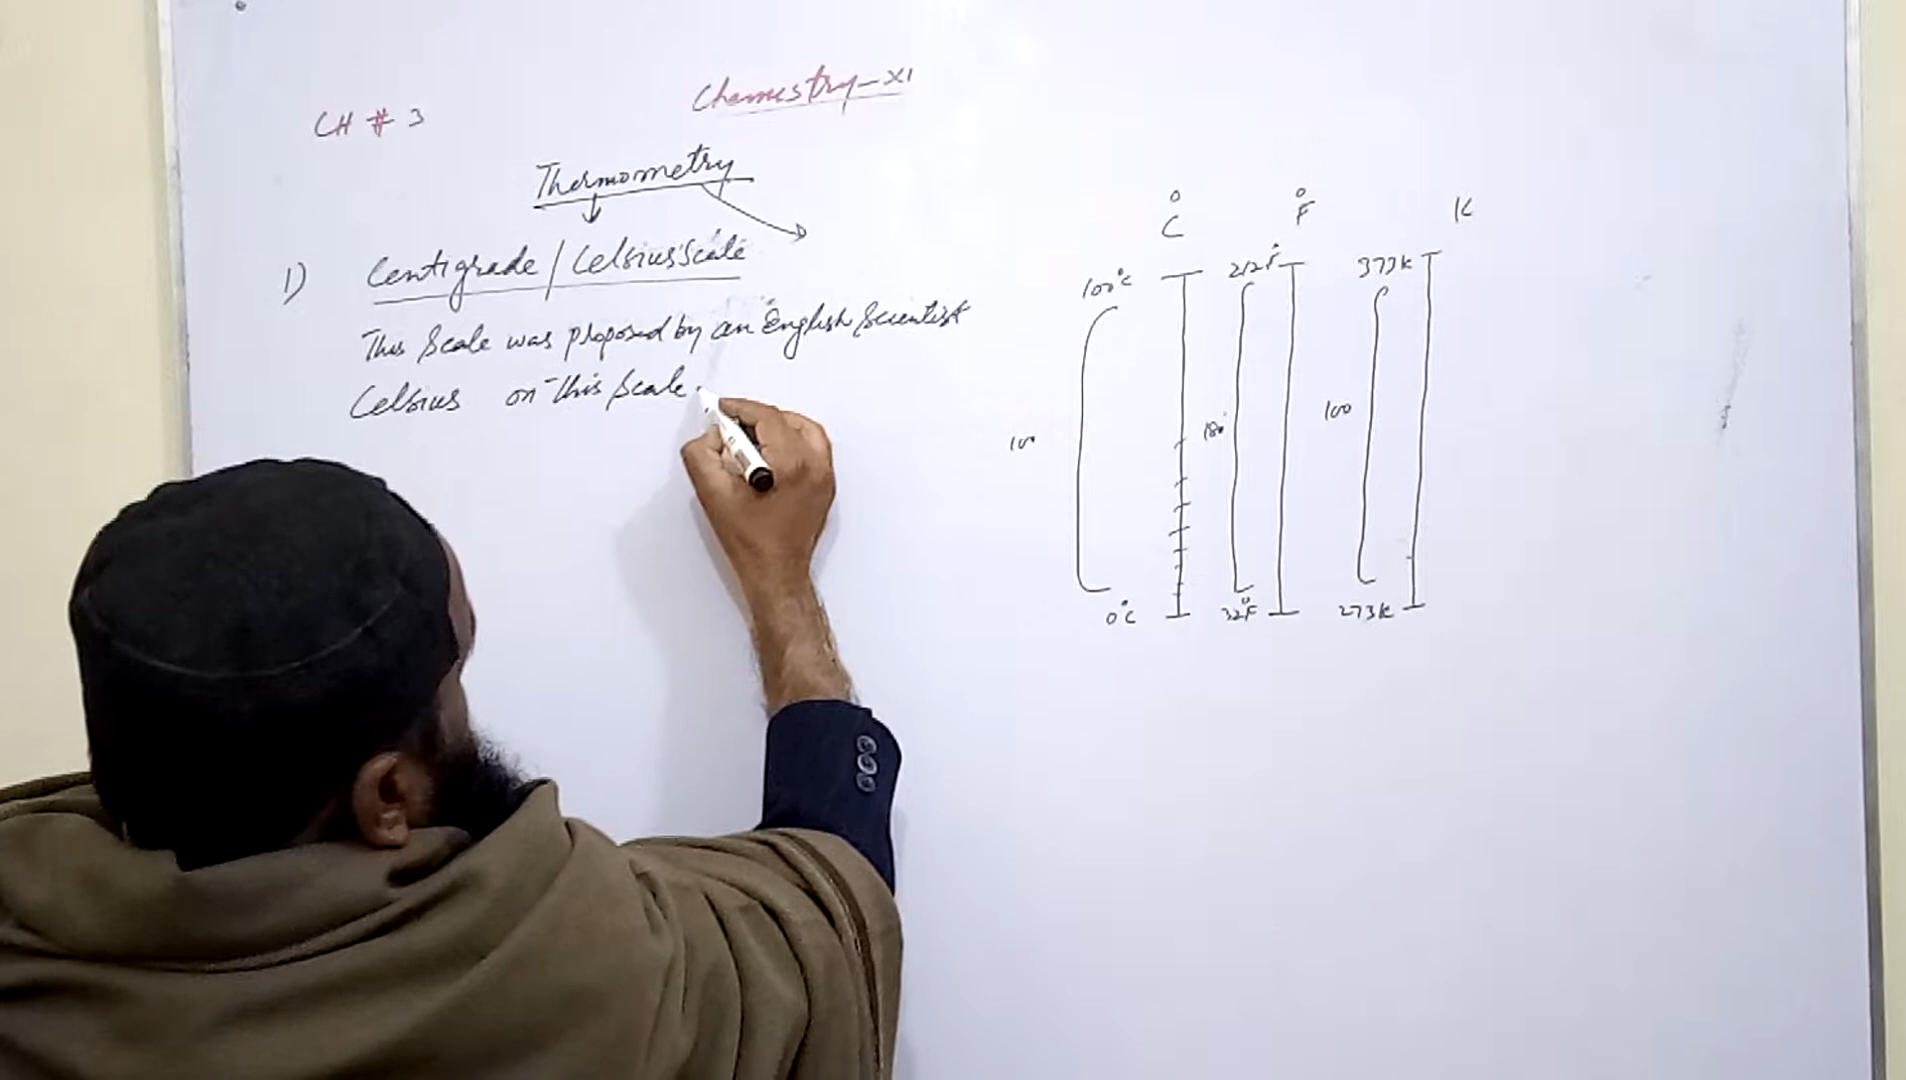 Chemestry-XI
CH # 3
Thermometry
1) Centigrade / Celsius Scale
This Scale was proposed by an English Scientist
Celsius on This Scale
°C °F K
100°C 212°F 373K
100 180 100
0°C 32°F 273K